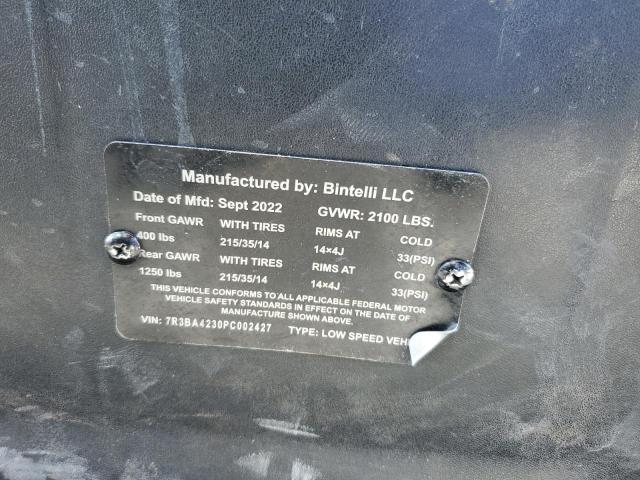 Manufactured by: Bintelli LLC
Date of Mfd: Sept 2022 GVWR: 2100 LBS.
Front GAWR WITH TIRES RIMS AT COLD
400 lbs 215/35/14 14×4J 33(PSI)
Rear GAWR WITH TIRES RIMS AT COLD
1250 lbs 215/35/14 14×4J 33(PSI)
THIS VEHICLE CONFORMS TO ALL APPLICABLE FEDERAL MOTOR
VEHICLE SAFETY STANDARDS IN EFFECT ON THE DATE OF
MANUFACTURE SHOWN ABOVE.
VIN: 7R3BA4230PC002427 TYPE: LOW SPEED VEH